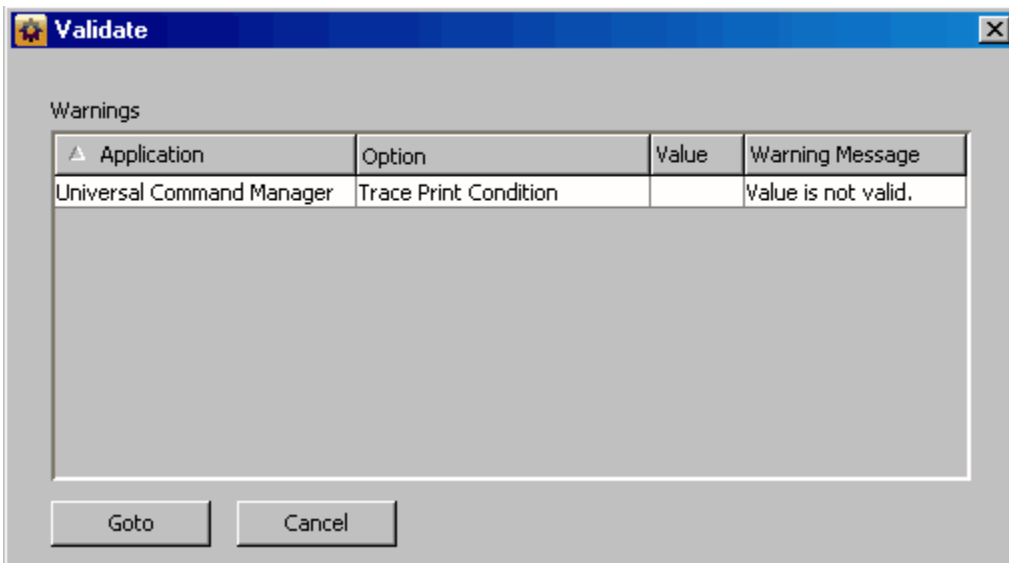 Validate
Warnings
Application Option Value Warning Message
Universal Command Manager Trace Print Condition Value is not valid.
Goto Cancel